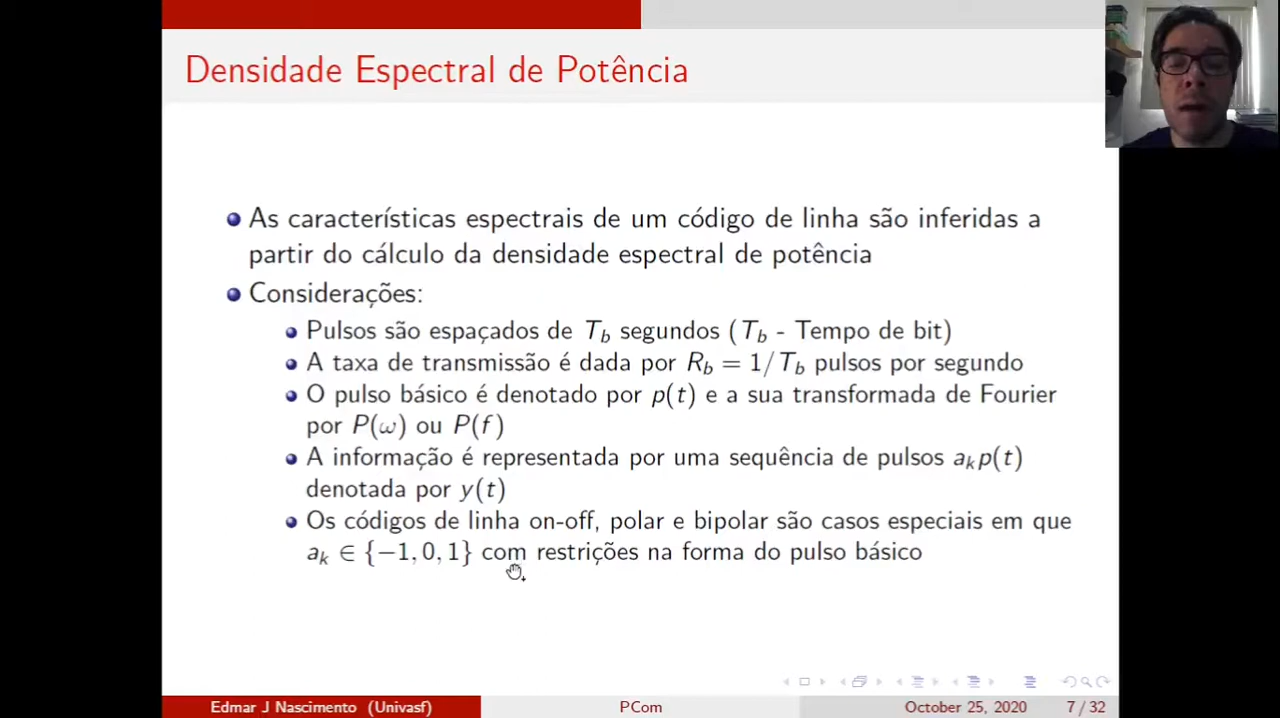 Densidade Espectral de Potência
As características espectrais de um código de linha são inferidas a
partir do cálculo da densidade espectral de potência
Considerações:
Pulsos são espaçados de T_b segundos (T_b - Tempo de bit)
A taxa de transmissão é dada por R_b = 1/T_b pulsos por segundo
O pulso básico é denotado por p(t) e a sua transformada de Fourier
por P(ω) ou P(f)
A informação é representada por uma sequência de pulsos a_kp(t)
denotada por y(t)
Os códigos de linha on-off, polar e bipolar são casos especiais em que
a_k ∈ {−1, 0, 1} com restrições na forma do pulso básico
Edmar J Nascimento (Univasf) PCom October 25, 2020 7 / 32